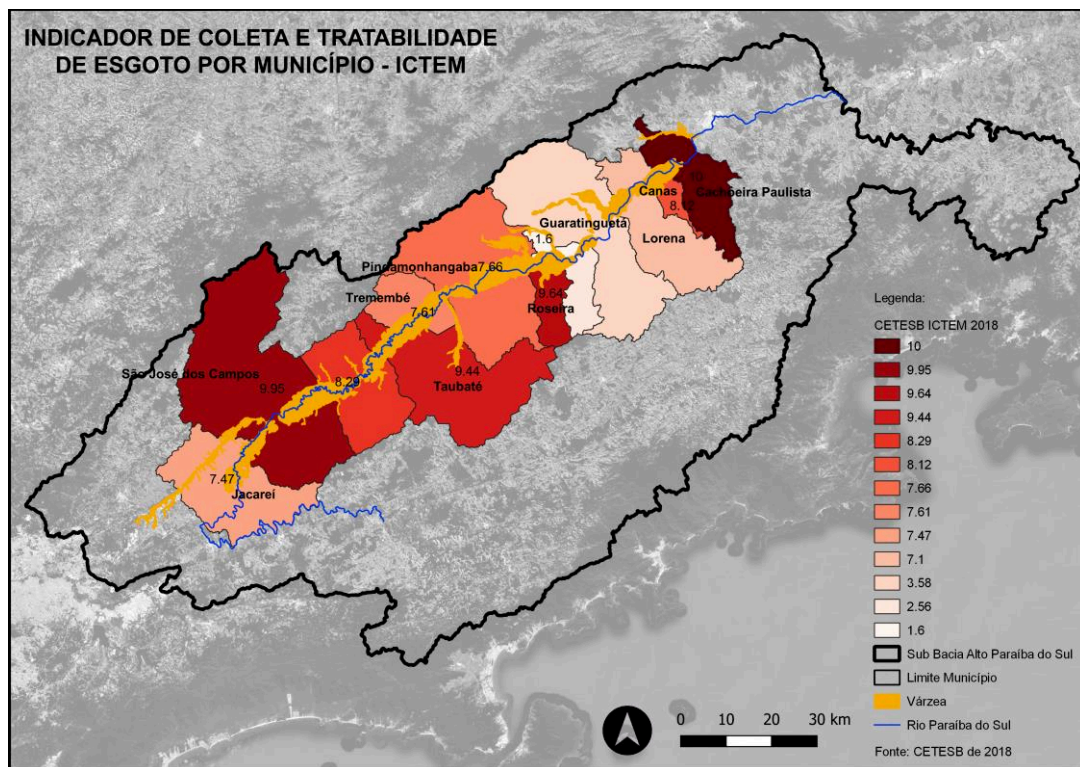 INDICADOR DE COLETA E TRATABILIDADE
DE ESGOTO POR MUNICÍPIO - ICTEM
10
Cachoeira Paulista
Canas
8.12
Guaratinguetá
Lorena
1.6
Pindamonhangaba
7.66
Tremembé
7.61
9.64
Roseira
São José dos Campos
9.95
8.29
9.44
Taubaté
7.47
Jacareí
Legenda:
CETESB ICTEM 2018
10
9.95
9.64
9.44
8.29
8.12
7.66
7.61
7.47
7.1
3.58
2.56
1.6
Sub Bacia Alto Paraíba do Sul
Limite Município
Várzea
Rio Paraíba do Sul
Fonte: CETESB de 2018
0 10 20 30 km